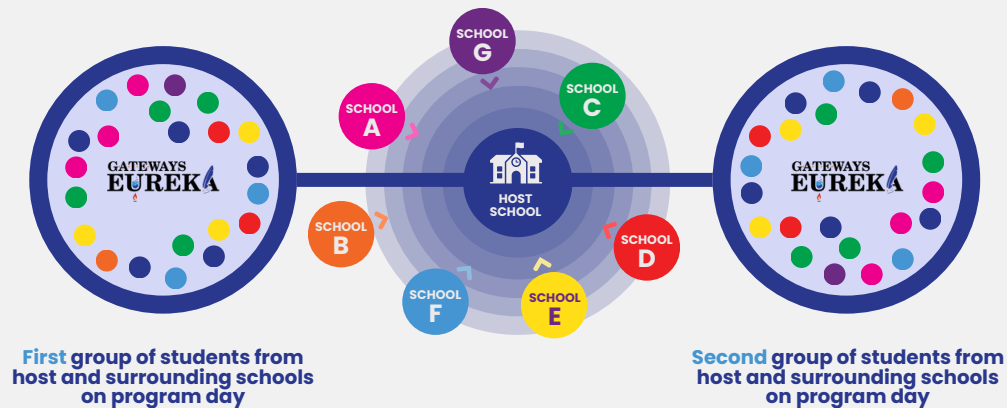 SCHOOL
G
SCHOOL
A
SCHOOL
C
GATEWAYS
EUREKA
HOST
SCHOOL
GATEWAYS
EUREKA
SCHOOL
B
SCHOOL
D
SCHOOL
F
SCHOOL
E
First group of students from
host and surrounding schools
on program day
Second group of students from
host and surrounding schools
on program day